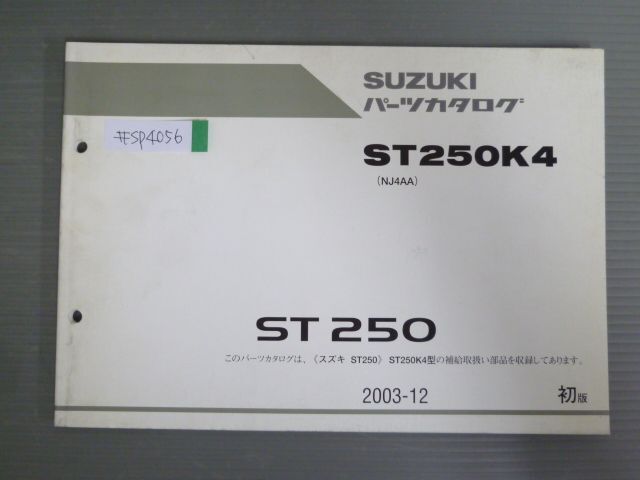 SUZUKI
パーツカタログ
ST250K4
(NJ4AA)
ST 250
このパーツカタログは、〈スズキ ST250〉 ST250K4型の補給取扱い部品を収録してあります。
2003-12
初版